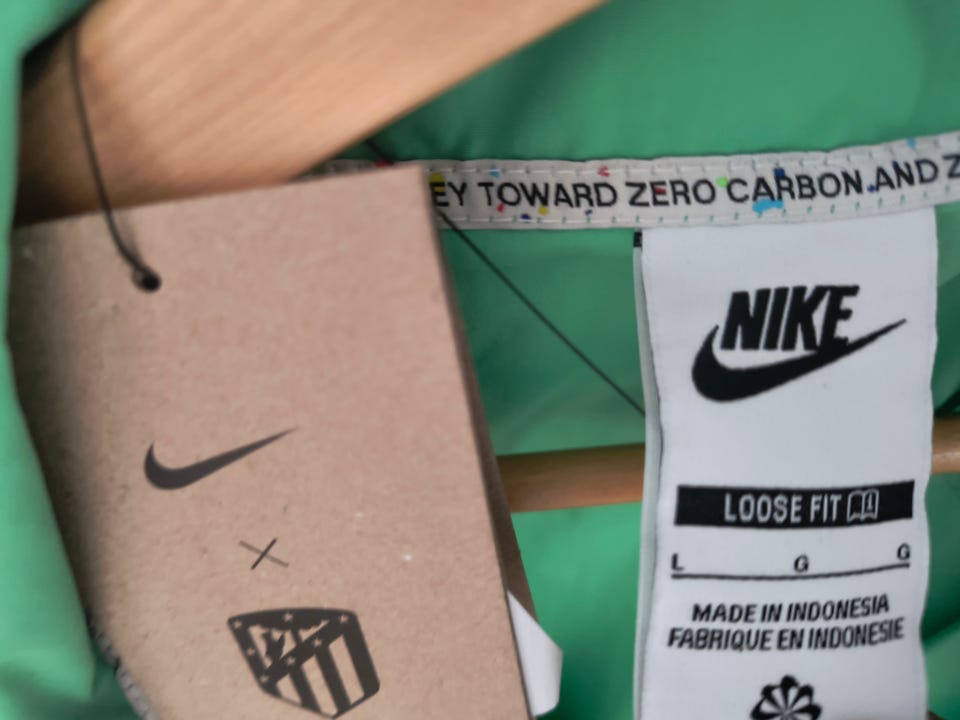 EY TOWARD ZERO CARBON AND Z
NIKE
LOOSE FIT
L G G
MADE IN INDONESIA
FABRIQUE EN INDONESIE